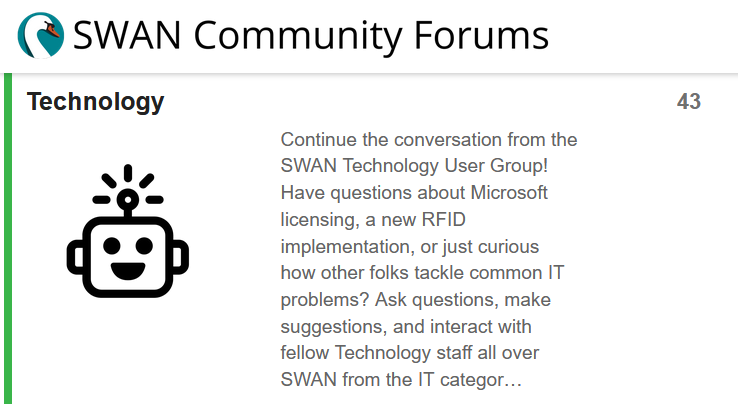 SWAN Community Forums
Technology
43
Continue the conversation from the
SWAN Technology User Group!
Have questions about Microsoft
licensing, a new RFID
implementation, or just curious
how other folks tackle common IT
problems? Ask questions, make
suggestions, and interact with
fellow Technology staff all over
SWAN from the IT categor…